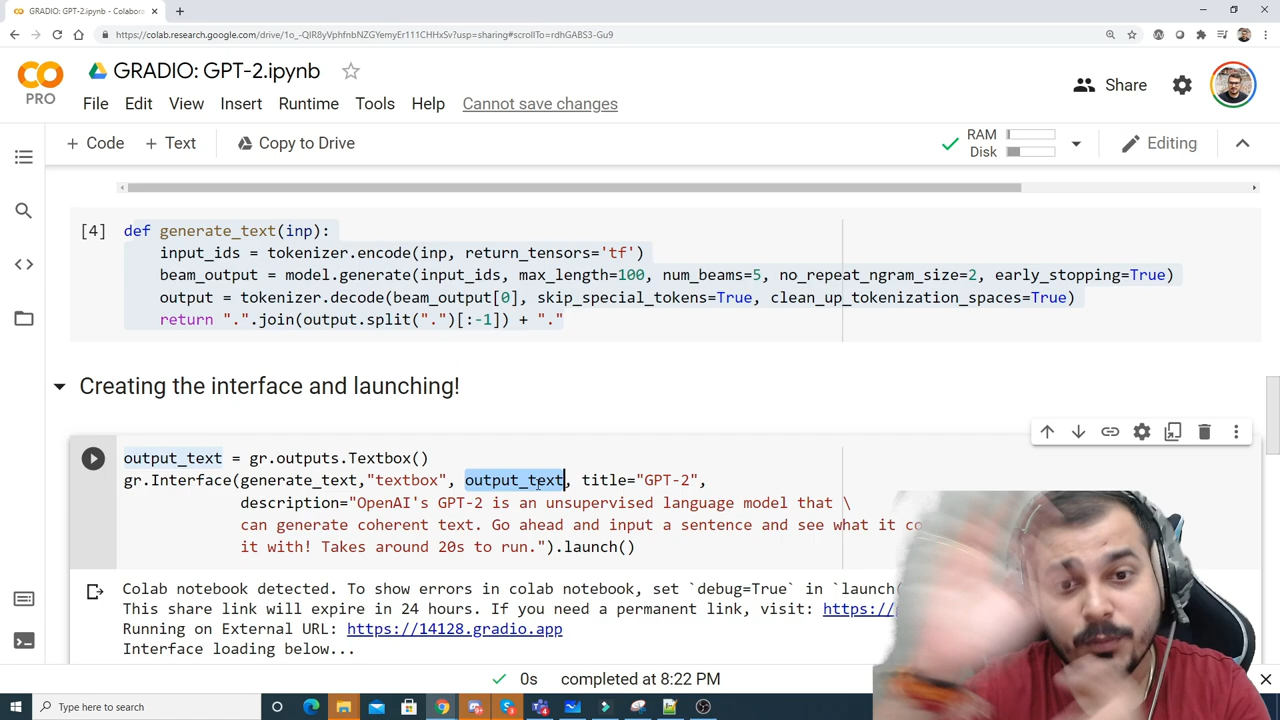 GPT-2.ipynb - Colabora
https://colab.research.google.com/drive/1o_-QIR8yVphfnbNZGYemyEr111CHHxSv?usp=sharing#scrollTo=rdhGABS3-Gu9
GRADIO: GPT-2.ipynb
PRO
File Edit View Insert Runtime Tools Help Cannot save changes
Share
+ Code + Text Copy to Drive
RAM
Disk
Editing
[4]
def generate_text(inp):
input_ids = tokenizer.encode(inp, return_tensors='tf')
beam_output = model.generate(input_ids, max_length=100, num_beams=5, no_repeat_ngram_size=2, early_stopping=True)
output = tokenizer.decode(beam_output[0], skip_special_tokens=True, clean_up_tokenization_spaces=True)
return ".".join(output.split(".")[:-1]) + "."
Creating the interface and launching!
output_text = gr.outputs.Textbox()
gr.Interface(generate_text,"textbox", output_text, title="GPT-2",
description="OpenAI's GPT-2 is an unsupervised language model that \
can generate coherent text. Go ahead and input a sentence and see what it co
it with! Takes around 20s to run.").launch()
Colab notebook detected. To show errors in colab notebook, set `debug=True` in `launch(
This share link will expire in 24 hours. If you need a permanent link, visit: https://
Running on External URL: https://14128.gradio.app
Interface loading below...
0s completed at 8:22 PM
Type here to search